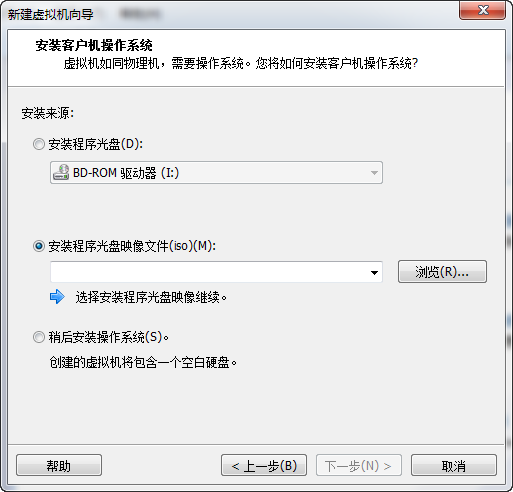 新建虚拟机向导
安装客户机操作系统
虚拟机如同物理机，需要操作系统。您将如何安装客户机操作系统?
安装来源:
安装程序光盘(D):
BD-ROM 驱动器 (I:)
安装程序光盘映像文件(iso)(M):
浏览(R)...
选择安装程序光盘映像继续。
稍后安装操作系统(S)。
创建的虚拟机将包含一个空白硬盘。
帮助
< 上一步(B)
下一步(N) >
取消